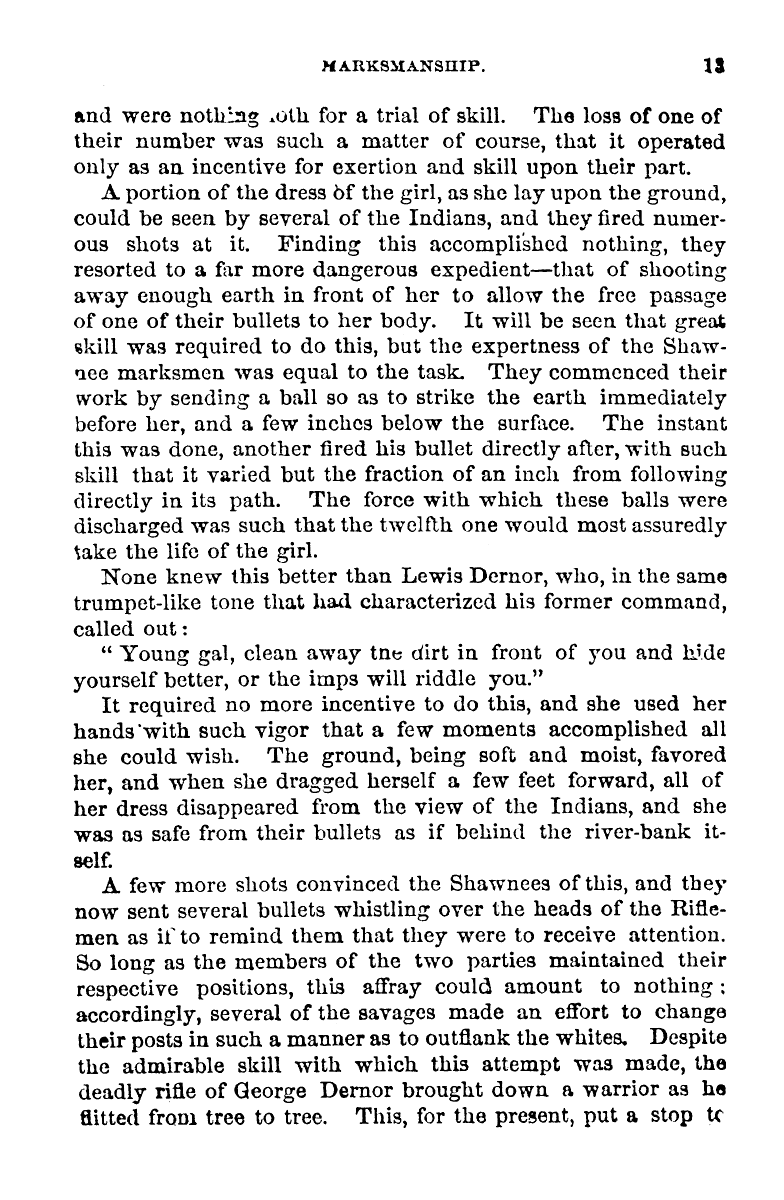 MARKSMANSHIP. 13
and were nothing loth for a trial of skill. The loss of one of
their number was such a matter of course, that it operated
only as an incentive for exertion and skill upon their part.
A portion of the dress of the girl, as she lay upon the ground,
could be seen by several of the Indians, and they fired numer-
ous shots at it. Finding this accomplished nothing, they
resorted to a far more dangerous expedient—that of shooting
away enough earth in front of her to allow the free passage
of one of their bullets to her body. It will be seen that great
skill was required to do this, but the expertness of the Shaw-
nee marksmen was equal to the task. They commenced their
work by sending a ball so as to strike the earth immediately
before her, and a few inches below the surface. The instant
this was done, another fired his bullet directly after, with such
skill that it varied but the fraction of an inch from following
directly in its path. The force with which these balls were
discharged was such that the twelfth one would most assuredly
take the life of the girl.
None knew this better than Lewis Dernor, who, in the same
trumpet-like tone that had characterized his former command,
called out:
“ Young gal, clean away the dirt in front of you and hide
yourself better, or the imps will riddle you.”
It required no more incentive to do this, and she used her
hands with such vigor that a few moments accomplished all
she could wish. The ground, being soft and moist, favored
her, and when she dragged herself a few feet forward, all of
her dress disappeared from the view of the Indians, and she
was as safe from their bullets as if behind the river-bank it-
self.
A few more shots convinced the Shawnees of this, and they
now sent several bullets whistling over the heads of the Rifle-
men as if to remind them that they were to receive attention.
So long as the members of the two parties maintained their
respective positions, this affray could amount to nothing;
accordingly, several of the savages made an effort to change
their posts in such a manner as to outflank the whites. Despite
the admirable skill with which this attempt was made, the
deadly rifle of George Dernor brought down a warrior as he
flitted from tree to tree. This, for the present, put a stop to